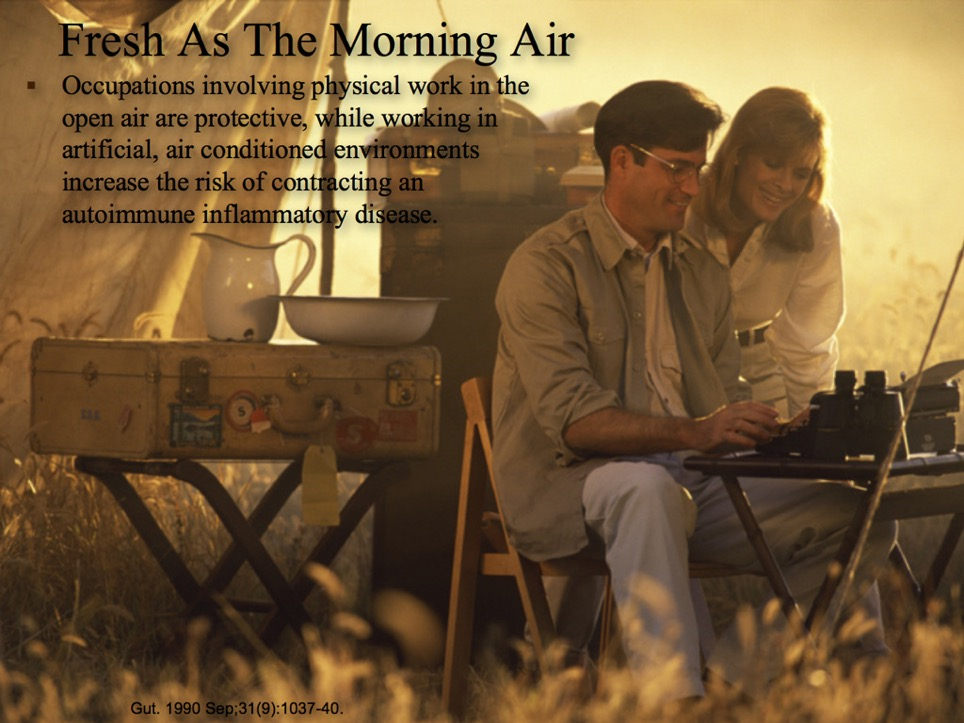 Fresh As The Morning Air
▪ Occupations involving physical work in the
open air are protective, while working in
artificial, air conditioned environments
increase the risk of contracting an
autoimmune inflammatory disease.
Gut. 1990 Sep;31(9):1037-40.